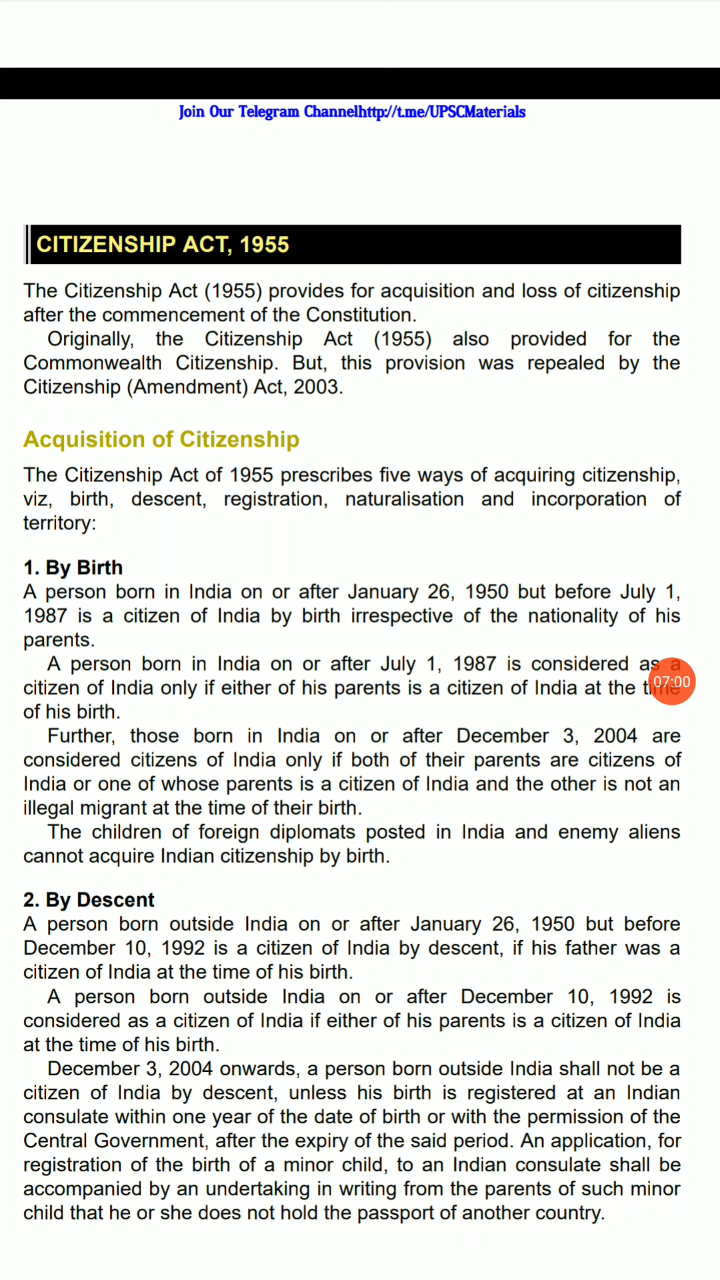 Join Our Telegram Channelhttp://t.me/UPSCMaterials
CITIZENSHIP ACT, 1955
The Citizenship Act (1955) provides for acquisition and loss of citizenship
after the commencement of the Constitution.
Originally, the Citizenship Act (1955) also provided for the
Commonwealth Citizenship. But, this provision was repealed by the
Citizenship (Amendment) Act, 2003.
Acquisition of Citizenship
The Citizenship Act of 1955 prescribes five ways of acquiring citizenship,
viz, birth, descent, registration, naturalisation and incorporation of
territory:
1. By Birth
A person born in India on or after January 26, 1950 but before July 1,
1987 is a citizen of India by birth irrespective of the nationality of his
parents.
A person born in India on or after July 1, 1987 is considered as a
citizen of India only if either of his parents is a citizen of India at the time
07:00
of his birth.
Further, those born in India on or after December 3, 2004 are
considered citizens of India only if both of their parents are citizens of
India or one of whose parents is a citizen of India and the other is not an
illegal migrant at the time of their birth.
The children of foreign diplomats posted in India and enemy aliens
cannot acquire Indian citizenship by birth.
2. By Descent
A person born outside India on or after January 26, 1950 but before
December 10, 1992 is a citizen of India by descent, if his father was a
citizen of India at the time of his birth.
A person born outside India on or after December 10, 1992 is
considered as a citizen of India if either of his parents is a citizen of India
at the time of his birth.
December 3, 2004 onwards, a person born outside India shall not be a
citizen of India by descent, unless his birth is registered at an Indian
consulate within one year of the date of birth or with the permission of the
Central Government, after the expiry of the said period. An application, for
registration of the birth of a minor child, to an Indian consulate shall be
accompanied by an undertaking in writing from the parents of such minor
child that he or she does not hold the passport of another country.